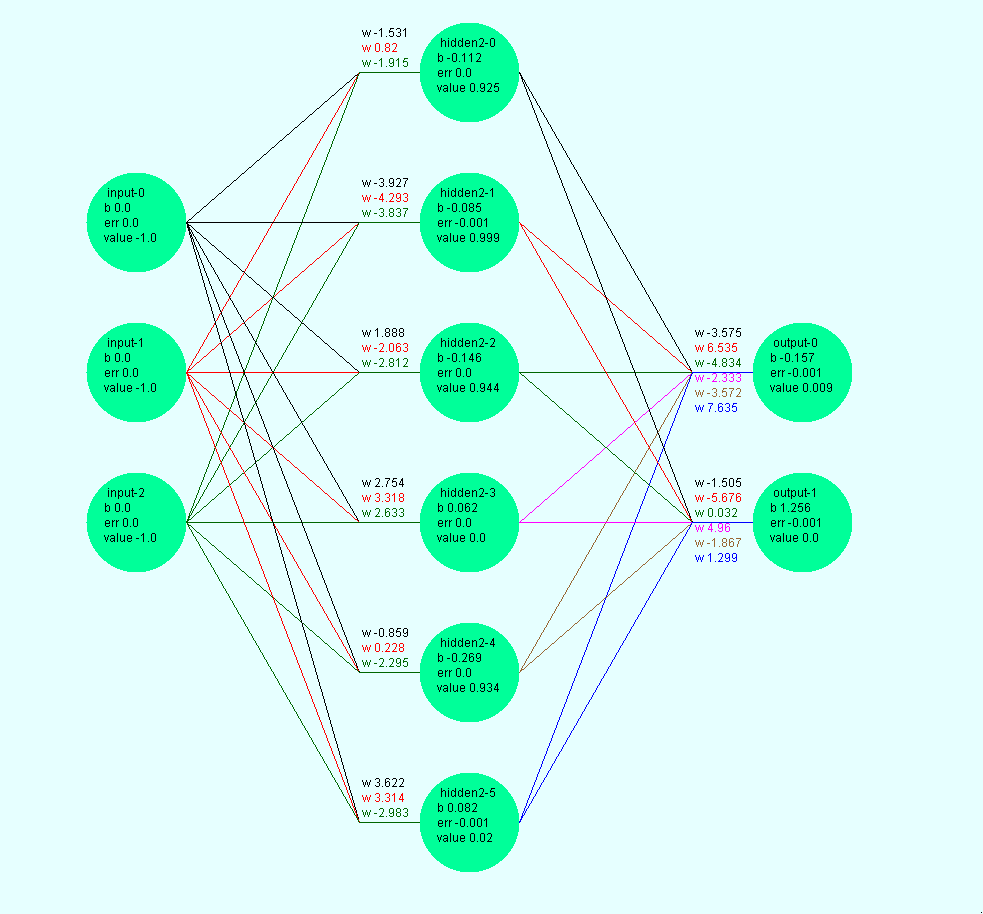 input-0
b 0.0
err 0.0
value -1.0
input-1
b 0.0
err 0.0
value -1.0
input-2
b 0.0
err 0.0
value -1.0
w -1.531
w 0.82
w -1.915
hidden2-0
b -0.112
err 0.0
value 0.925
w -3.927
w -4.293
w -3.837
hidden2-1
b -0.085
err -0.001
value 0.999
w 1.888
w -2.063
w -2.812
hidden2-2
b -0.146
err 0.0
value 0.944
w 2.754
w 3.318
w 2.633
hidden2-3
b 0.062
err 0.0
value 0.0
w -0.859
w 0.228
w -2.295
hidden2-4
b -0.269
err 0.0
value 0.934
w 3.622
w 3.314
w -2.983
hidden2-5
b 0.082
err -0.001
value 0.02
w -3.575
w 6.535
w -4.834
w -2.333
w -3.572
w 7.635
output-0
b -0.157
err -0.001
value 0.009
w -1.505
w -5.676
w 0.032
w 4.96
w -1.867
w 1.299
output-1
b 1.256
err -0.001
value 0.0